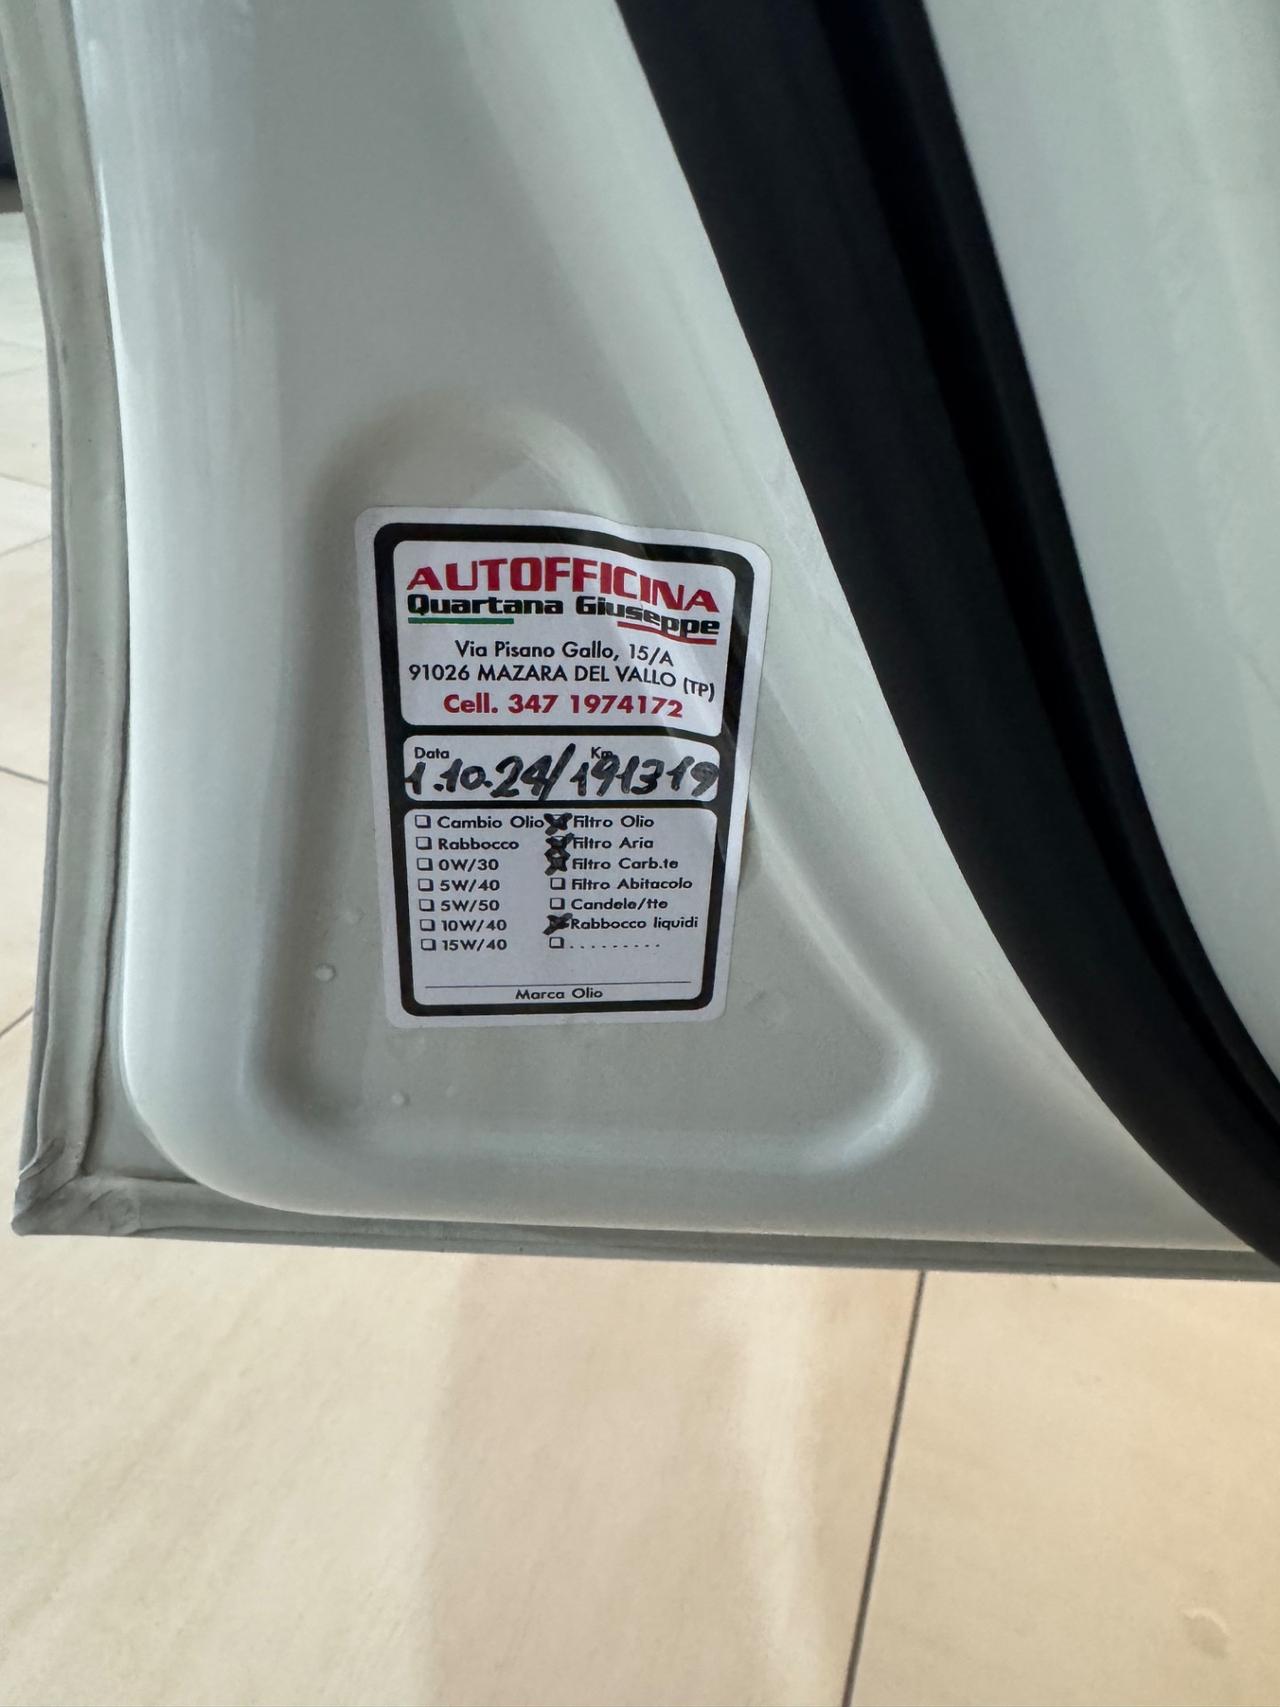 AUTOFFICINA
Quartana Giuseppe
Via Pisano Gallo, 15/A
91026 MAZARA DEL VALLO (TP)
Cell. 347 1974172
Data Km
1.10.24/191319
Cambio Olio Filtro Olio
Rabbocco Filtro Aria
0W/30 Filtro Carb.te
5W/40 Filtro Abitacolo
5W/50 Candele/tte
10W/40 Rabbocco liquidi
15W/40 .........
Marca Olio